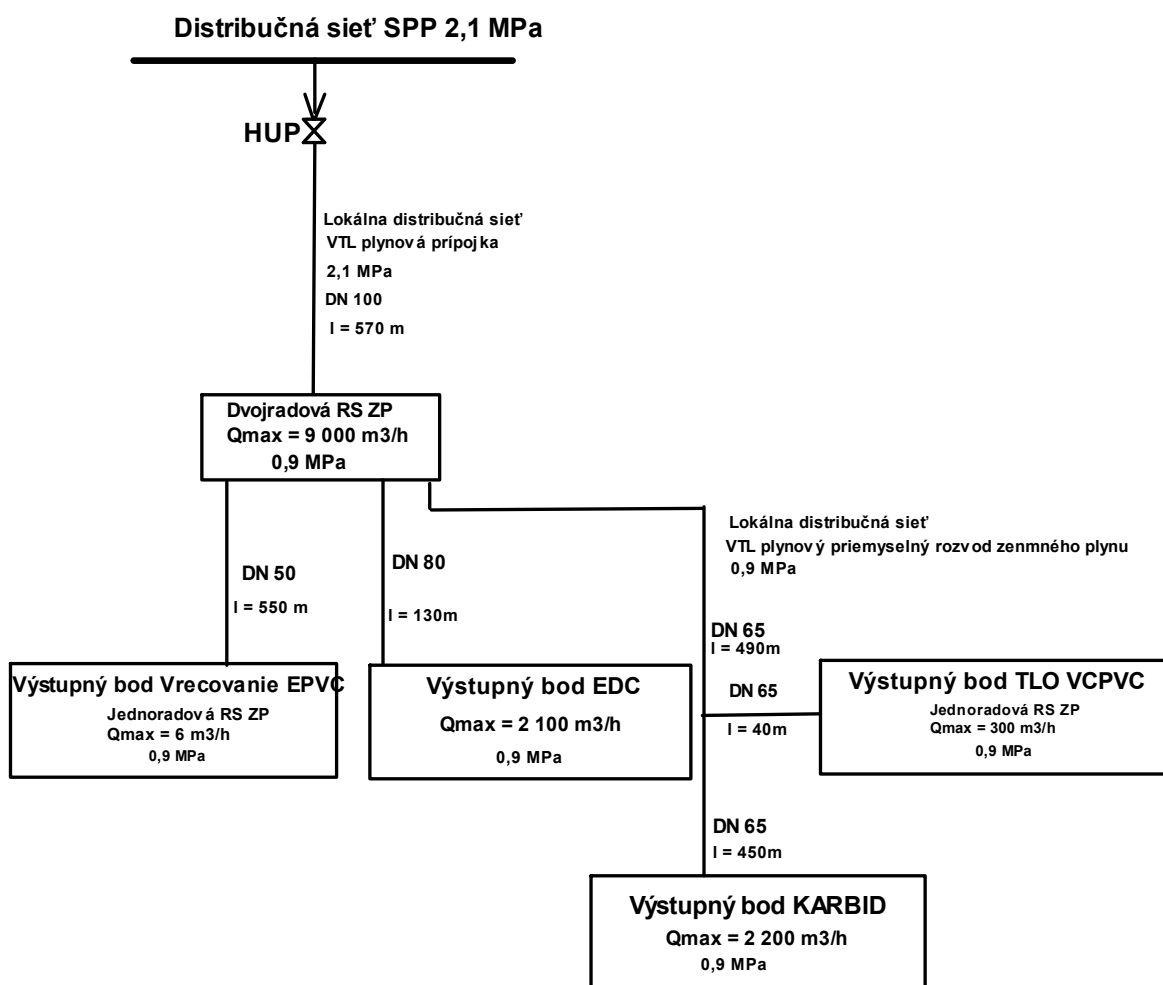 Distribučná sieť SPP 2,1 MPa
HUP
Lokálna distribučná sieť
VTL plynová prípojka
2,1 MPa
DN 100
l = 570 m
Dvojradová RS ZP
Qmax = 9 000 m3/h
0,9 MPa
Lokálna distribučná sieť
VTL plynový priemyselný rozvod zenmného plynu
0,9 MPa
DN 50
l = 550 m
DN 80
l = 130m
DN 65
l = 490m
Výstupný bod Vrecovanie EPVC
Jednoradová RS ZP
Qmax = 6 m3/h
0,9 MPa
Výstupný bod EDC
Qmax = 2 100 m3/h
0,9 MPa
DN 65
l = 40m
Výstupný bod TLO VCPVC
Jednoradová RS ZP
Qmax = 300 m3/h
0,9 MPa
DN 65
l = 450m
Výstupný bod KARBID
Qmax = 2 200 m3/h
0,9 MPa